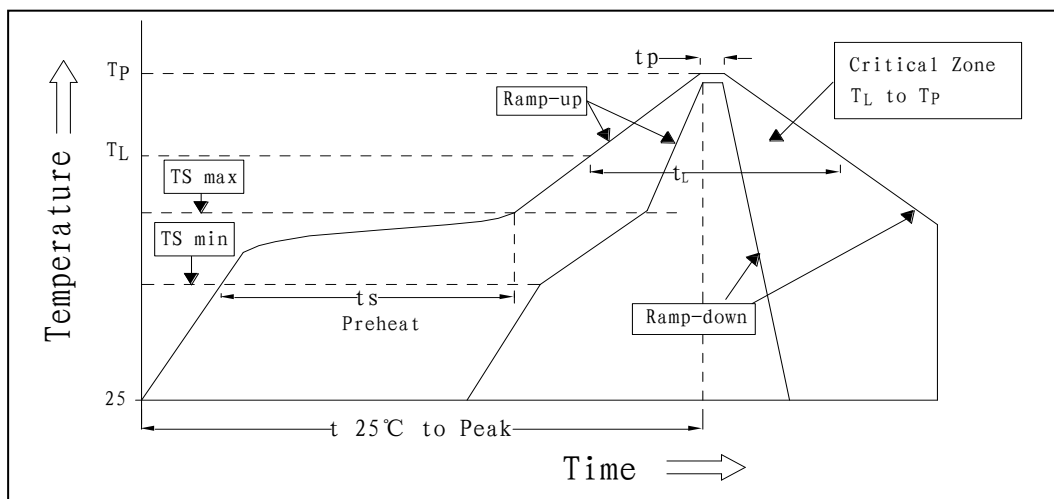 tp
TP
Critical Zone
TL to TP
Ramp-up
TL
TS max
tL
TS min
ts
Preheat
Ramp-down
25
t 25℃ to Peak
Time
Temperature